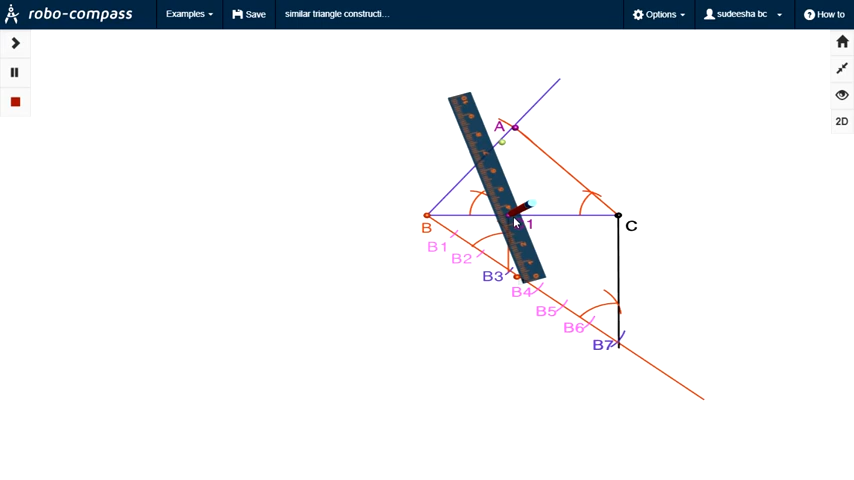 robo-compass
Examples
Save
similar triangle constructi...
Options
sudeesha bc
How to
2D
A
B
C
1
B1
B2
B3
B4
B5
B6
B7